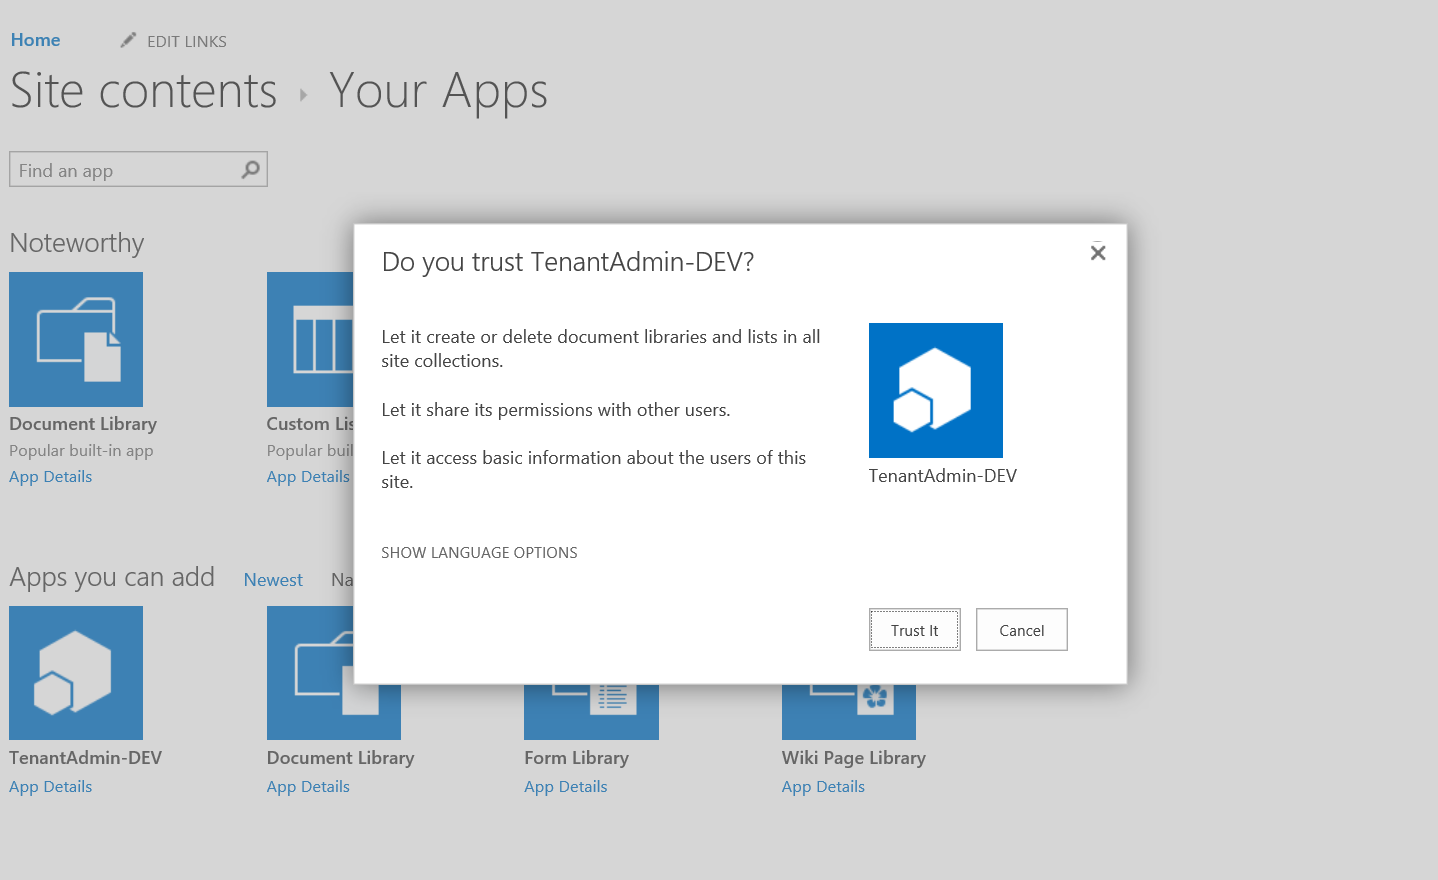 Home
EDIT LINKS
Site contents
Your Apps
Find an app
Noteworthy
Document Library
Popular built-in app
App Details
Custom Lis
Popular buil
App Details
Do you trust TenantAdmin-DEV?
Let it create or delete document libraries and lists in all
site collections.
Let it share its permissions with other users.
Let it access basic information about the users of this
site.
TenantAdmin-DEV
SHOW LANGUAGE OPTIONS
Trust It
Cancel
Apps you can add
Newest
Na
TenantAdmin-DEV
App Details
Document Library
App Details
Form Library
App Details
Wiki Page Library
App Details